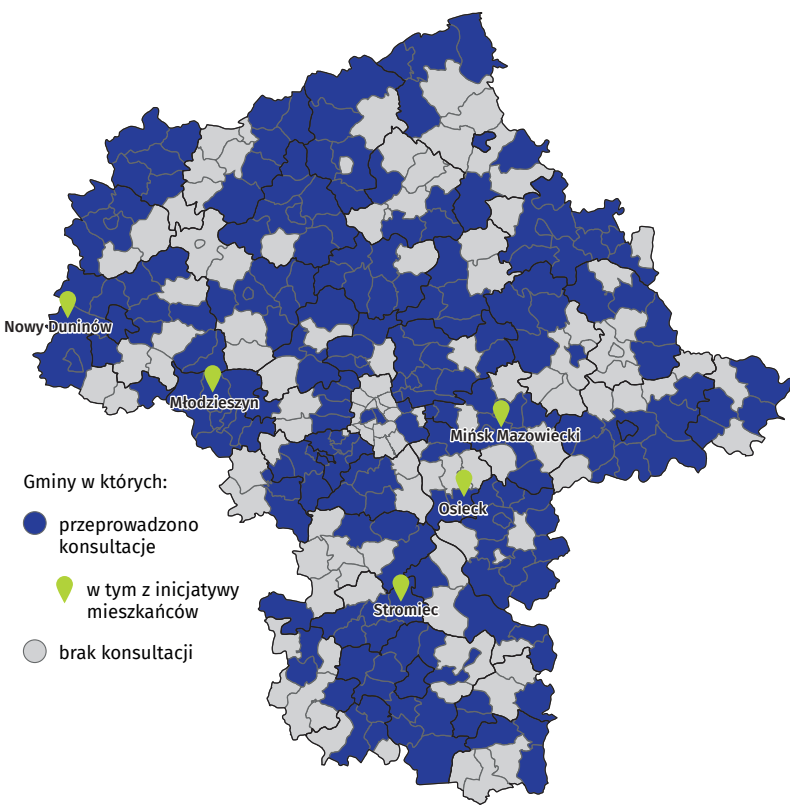 Nowy Duninów
Młodzieszyn
Mińsk Mazowiecki
Osieck
Stromiec
Gminy w których:
przeprowadzono
konsultacje
w tym z inicjatywy
mieszkańców
brak konsultacji